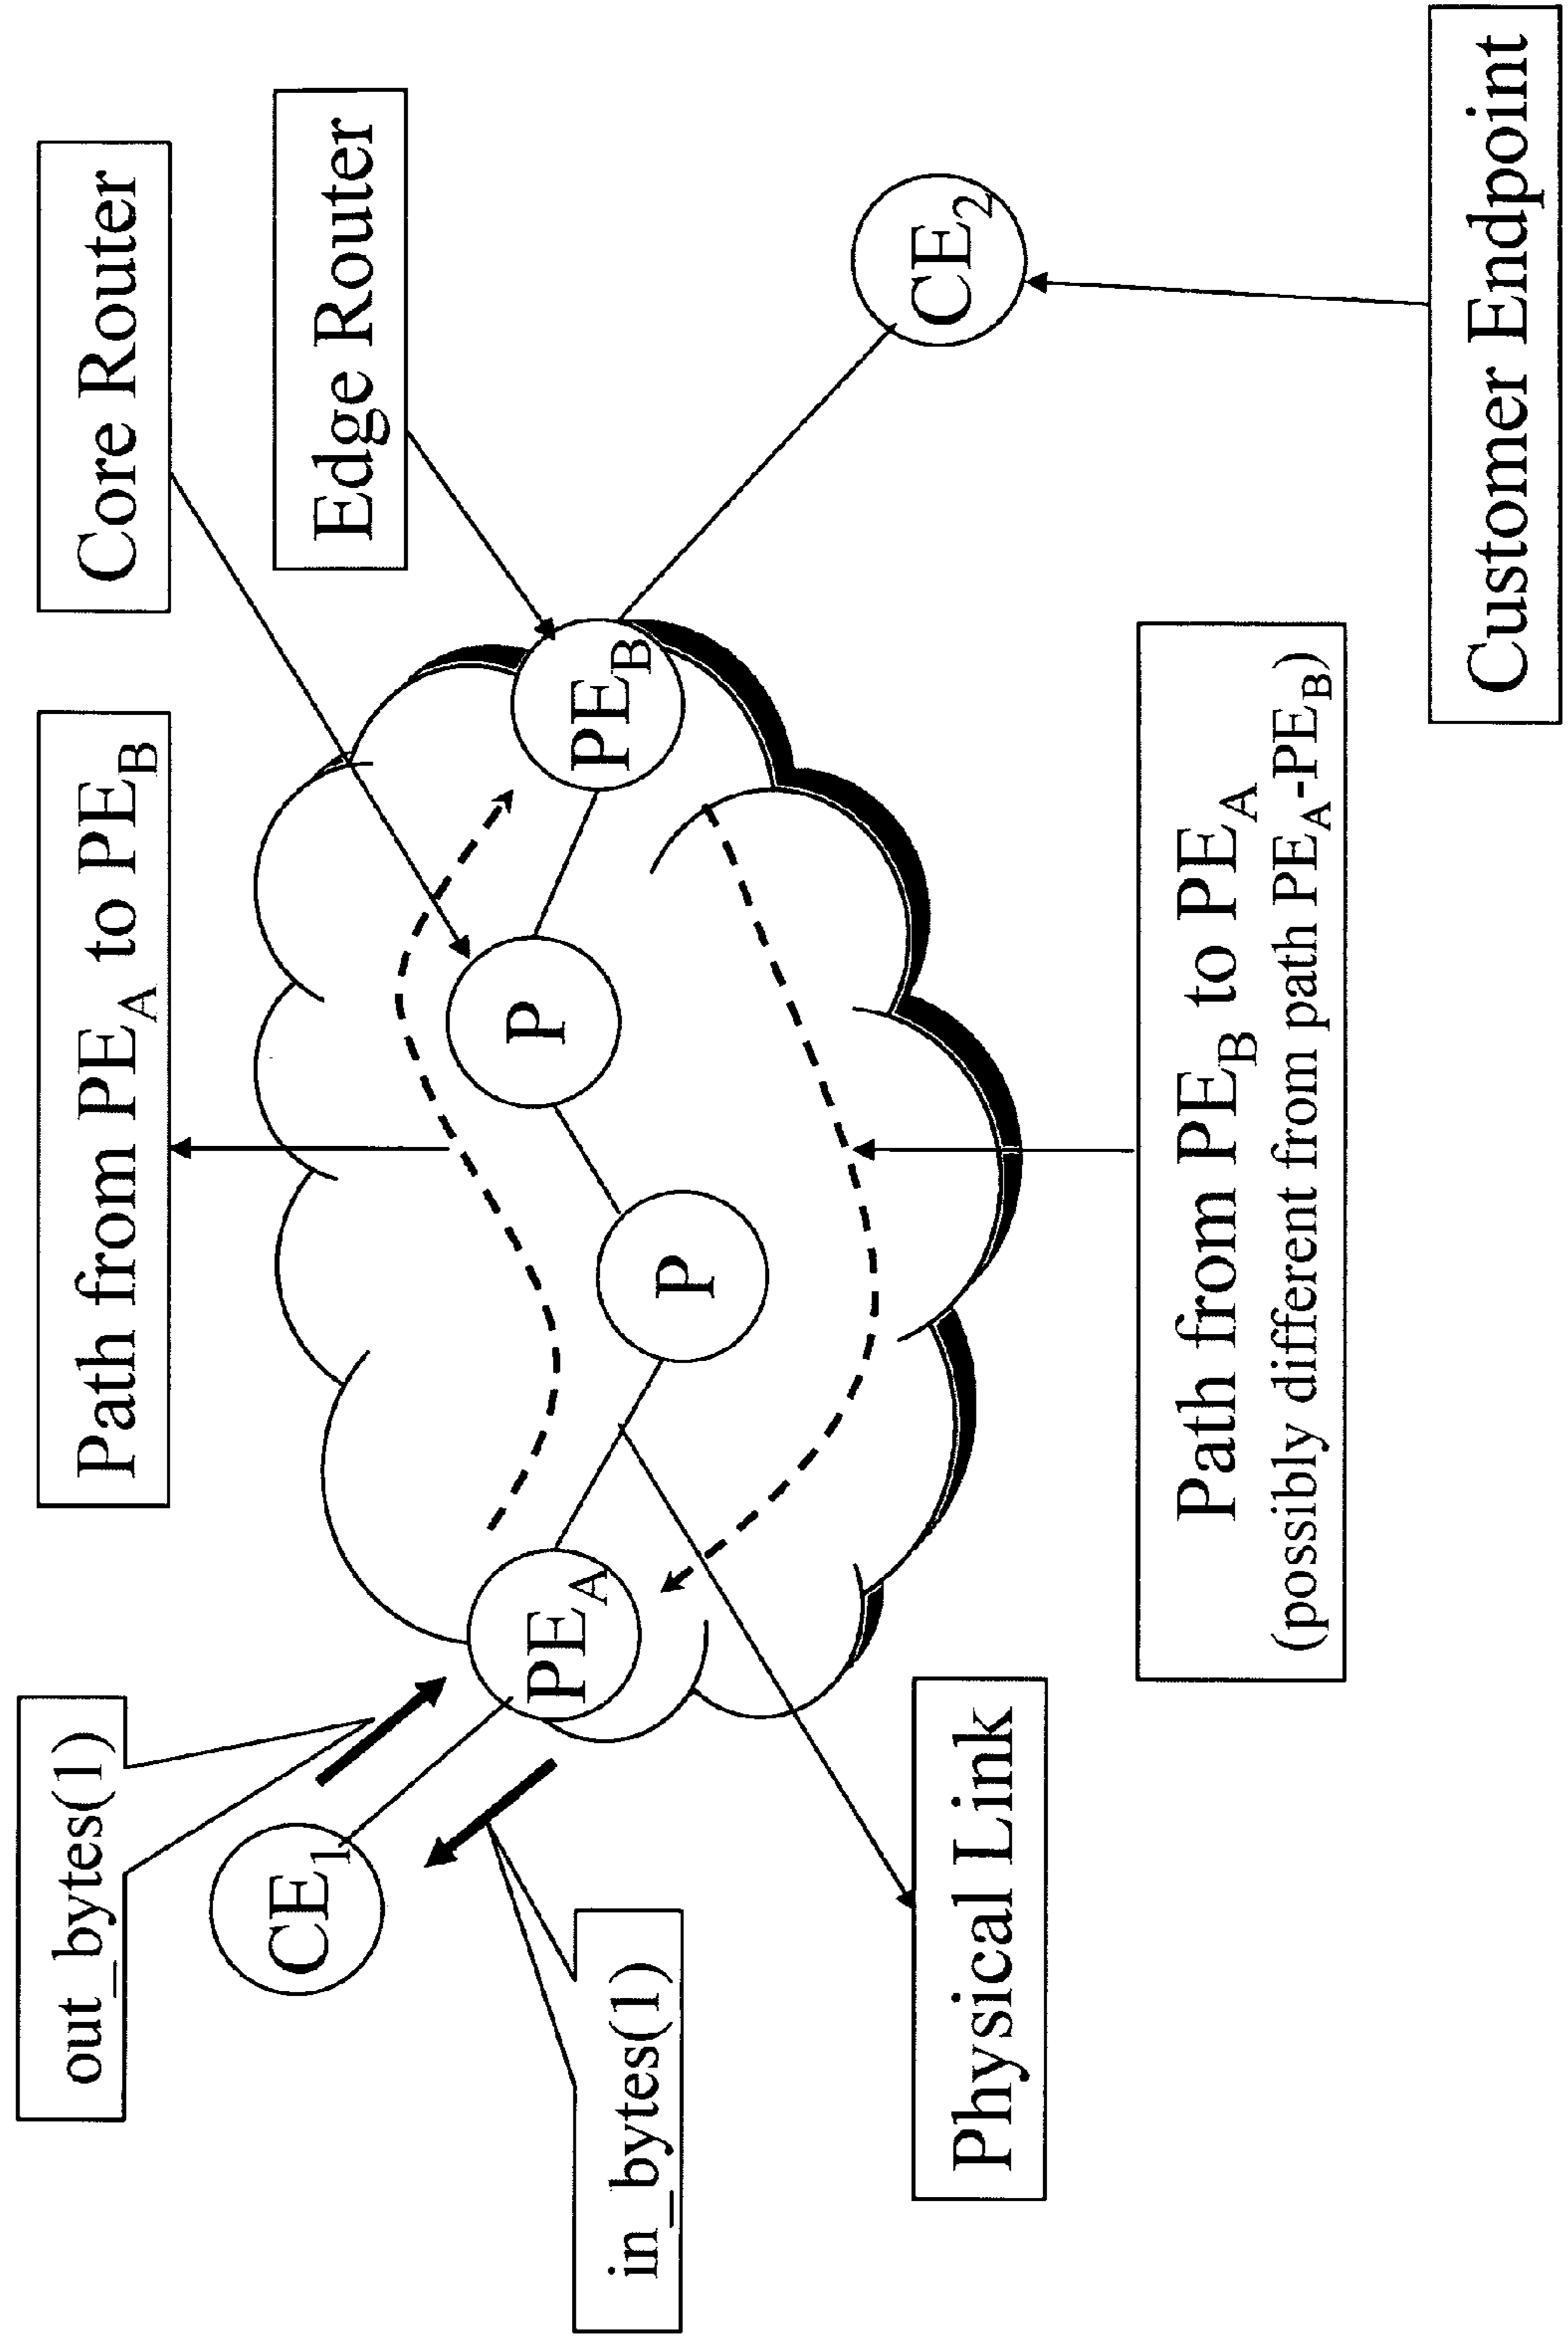 out_bytes(1)
Path from PE_A to PE_B
Core Router
CE_1
Edge Router
PE_A
P
P
PE_B
in_bytes(1)
CE_2
Physical Link
Path from PE_B to PE_A
(possibly different from path PE_A-PE_B)
Customer Endpoint